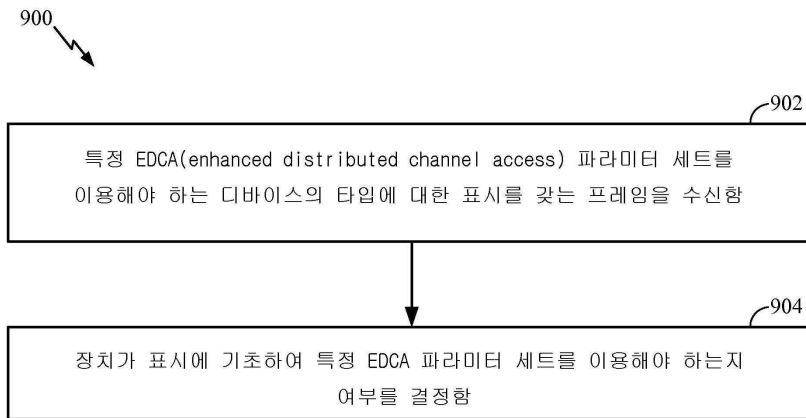 900
902
특정 EDCA(enhanced distributed channel access) 파라미터 세트를
이용해야 하는 디바이스의 타입에 대한 표시를 갖는 프레임을 수신함
904
장치가 표시에 기초하여 특정 EDCA 파라미터 세트를 이용해야 하는지
여부를 결정함